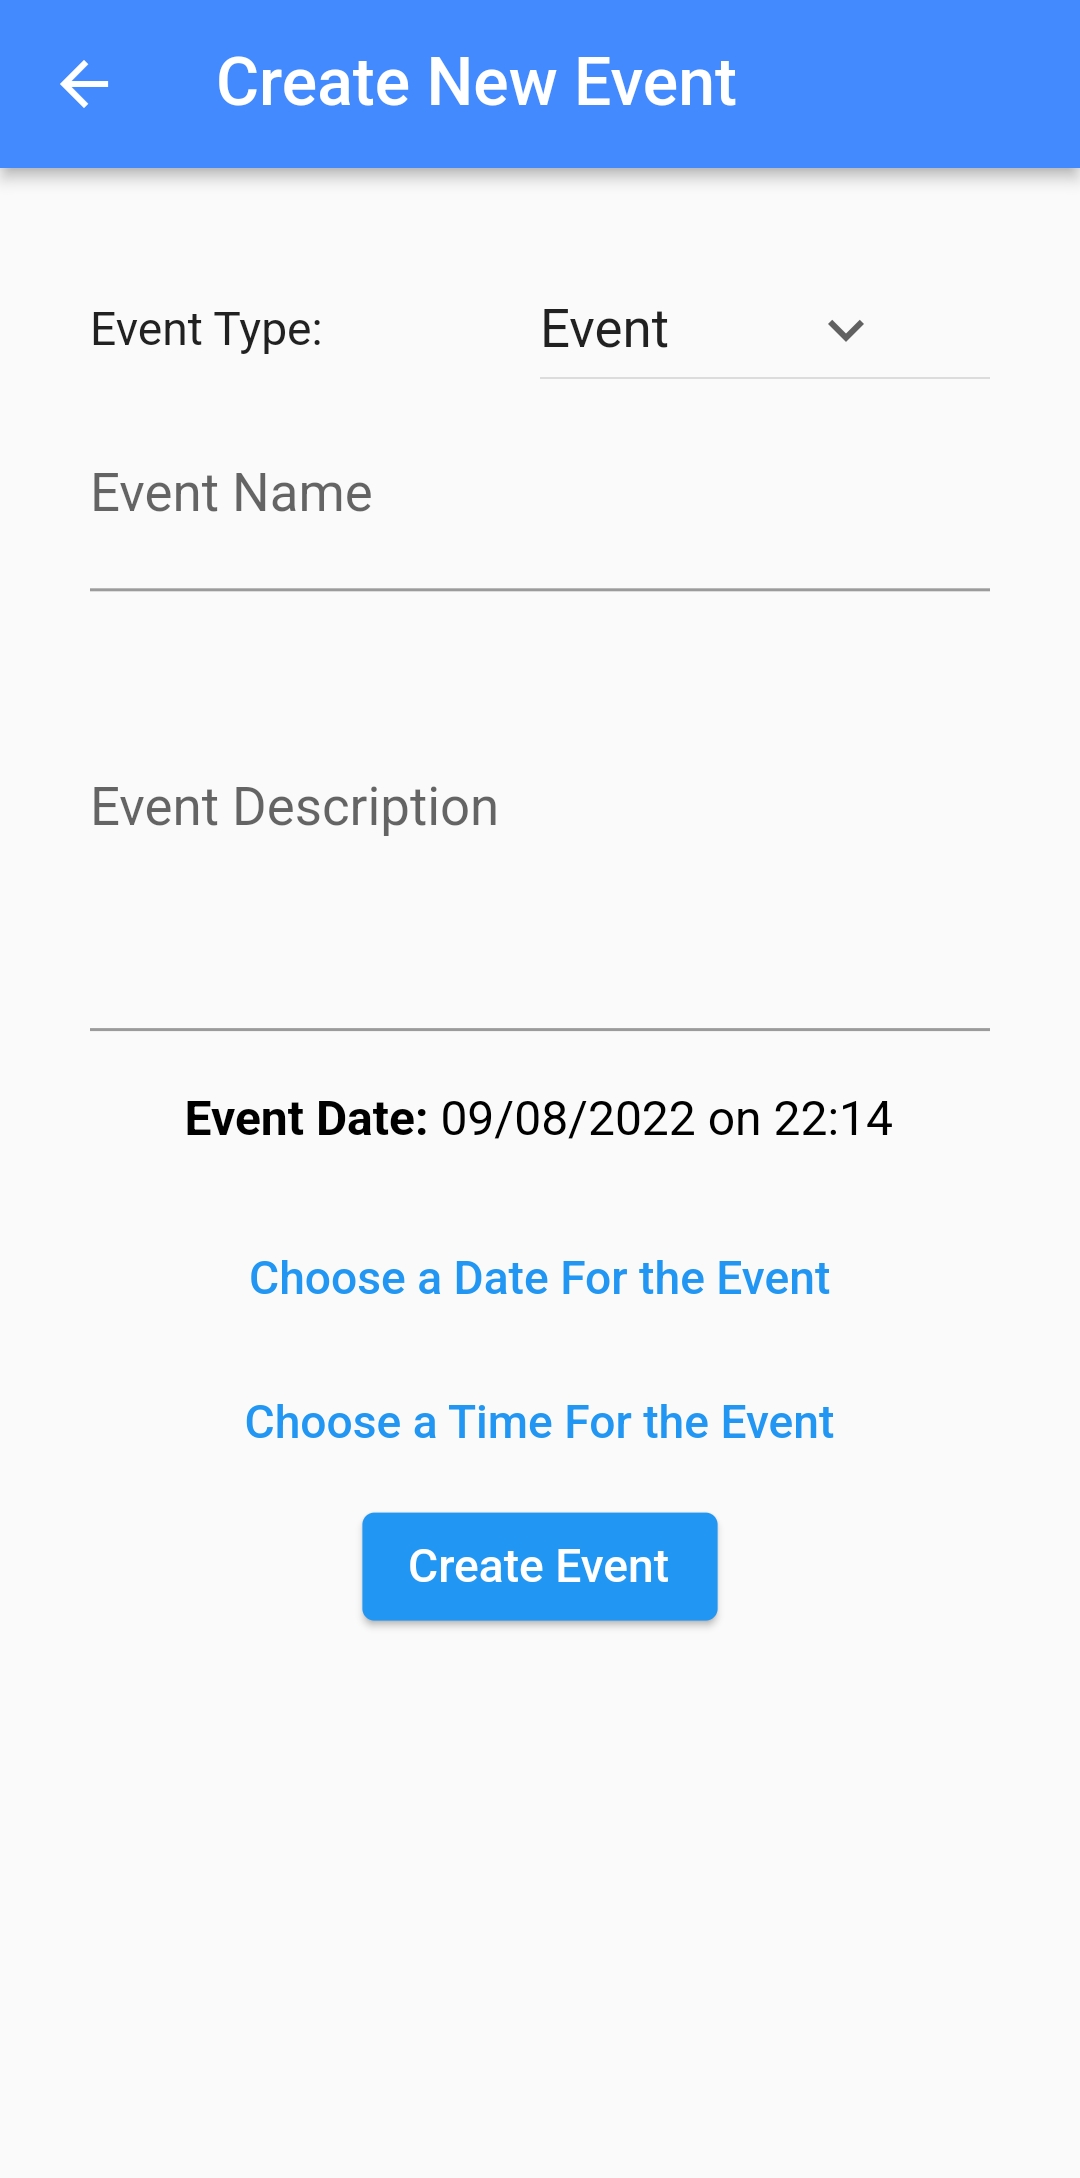 Create New Event
Event Type: Event
Event Name
Event Description
Event Date: 09/08/2022 on 22:14
Choose a Date For the Event
Choose a Time For the Event
Create Event